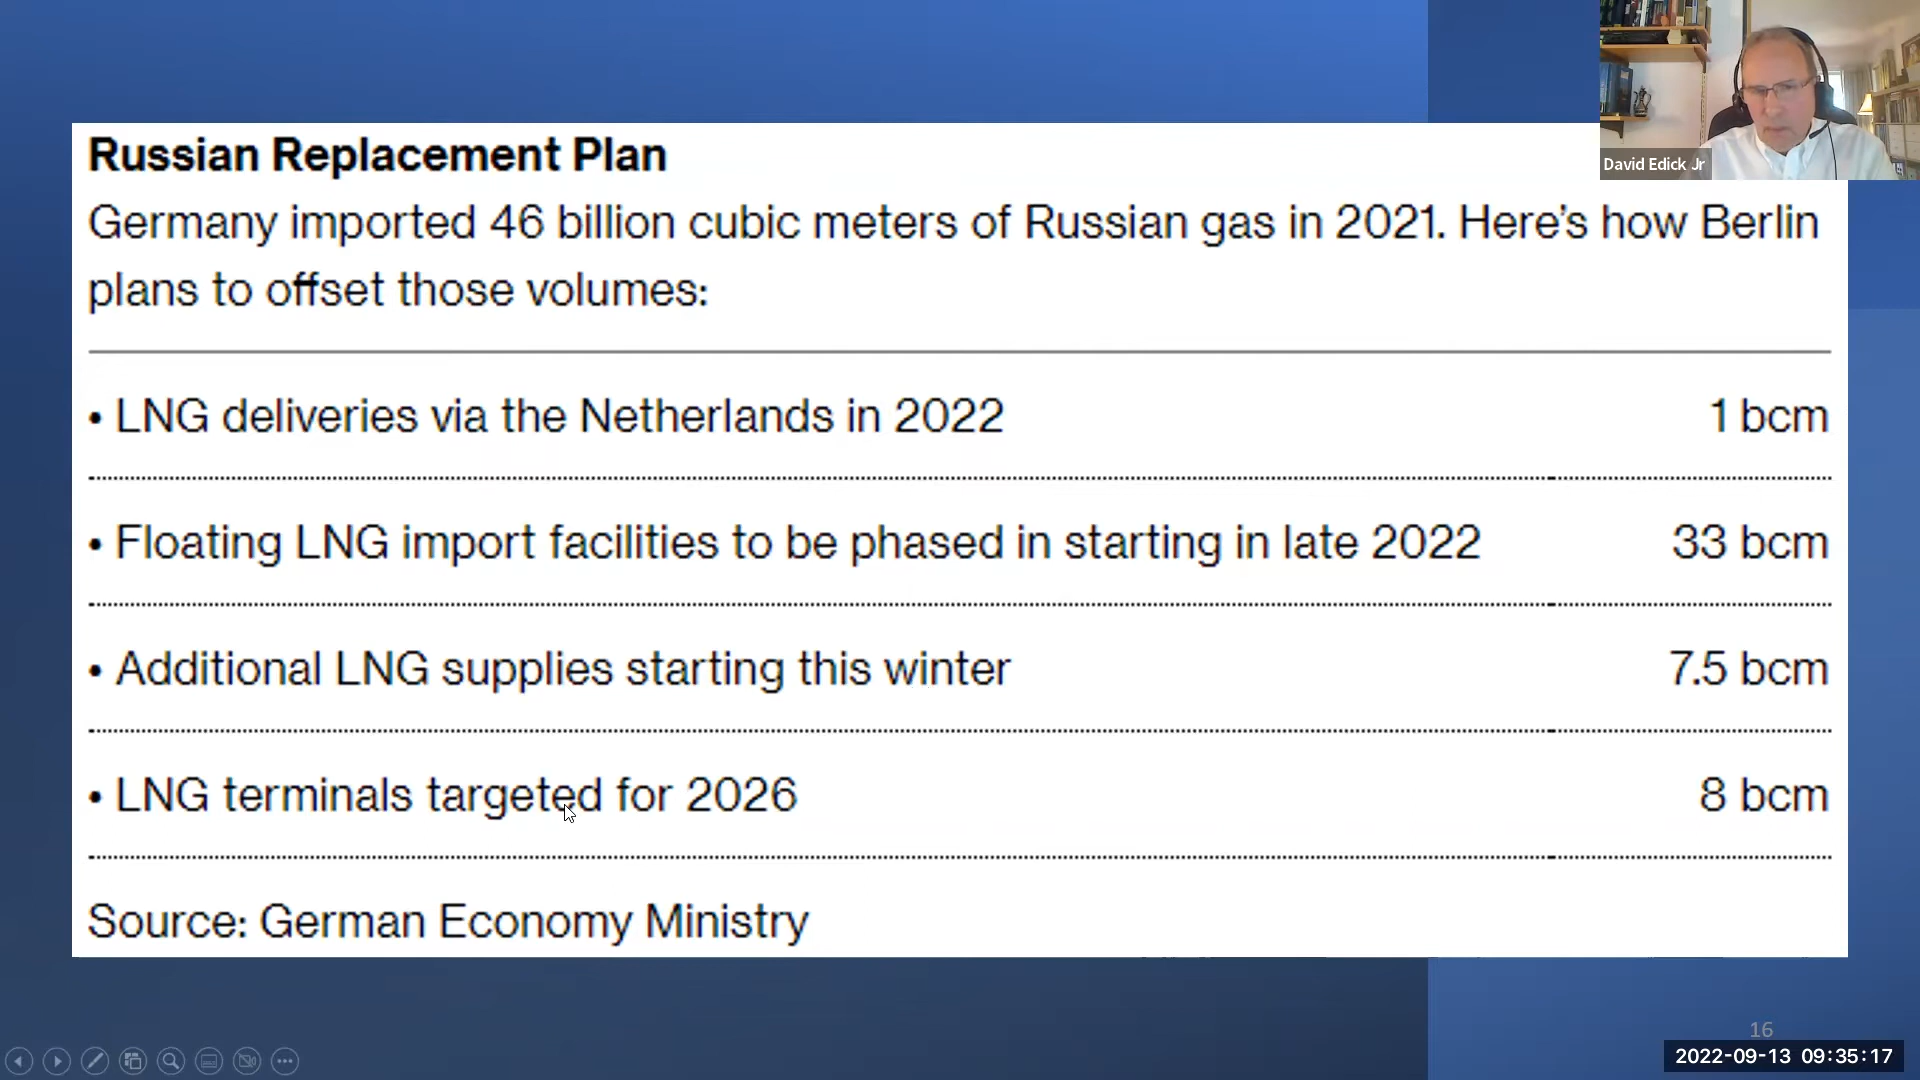 David Edick Jr
Russian Replacement Plan
Germany imported 46 billion cubic meters of Russian gas in 2021. Here's how Berlin
plans to offset those volumes:
• LNG deliveries via the Netherlands in 2022 1 bcm
• Floating LNG import facilities to be phased in starting in late 2022 33 bcm
• Additional LNG supplies starting this winter 7.5 bcm
• LNG terminals targeted for 2026 8 bcm
Source: German Economy Ministry
16
2022-09-13 09:35:17